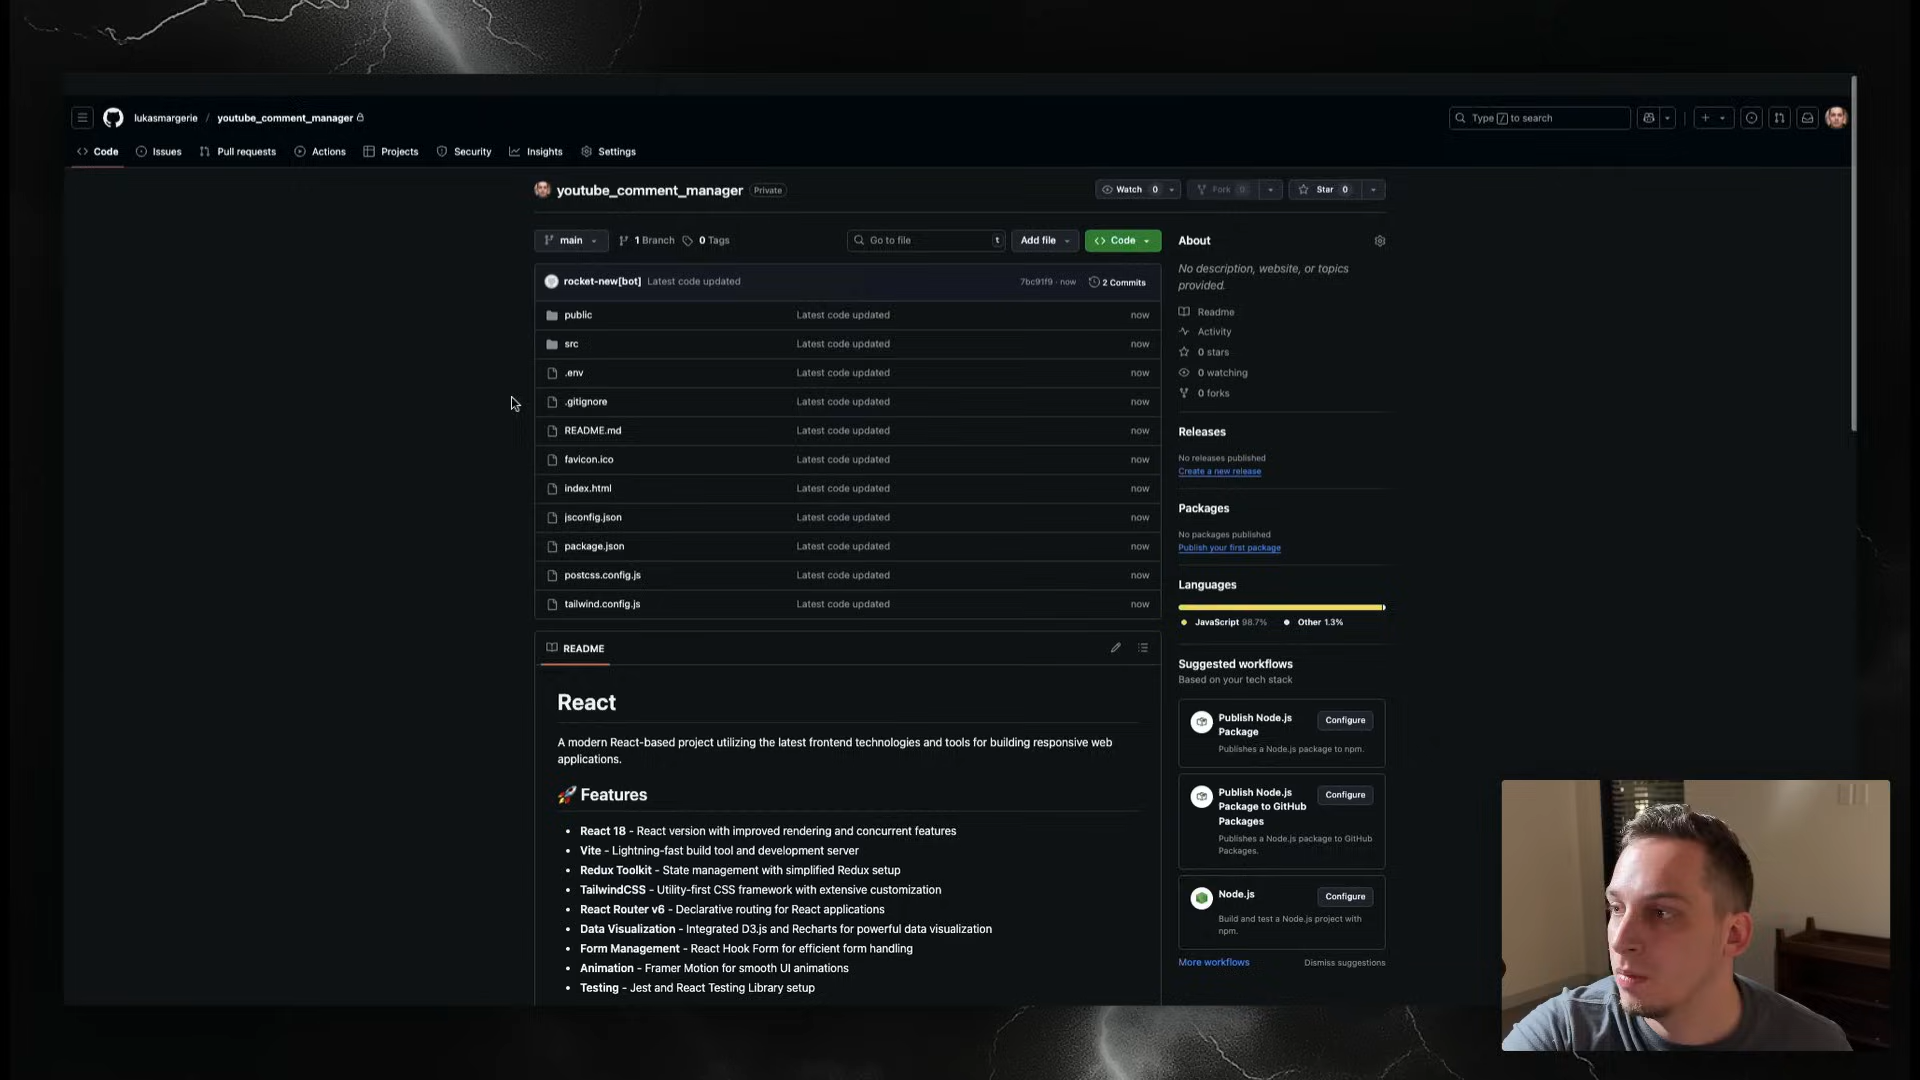 lukasmargerie / youtube_comment_manager
Type / to search
Code Issues Pull requests Actions Projects Security Insights Settings
youtube_comment_manager Private
Watch 0 Fork 0 Star 0
main 1 Branch 0 Tags
Go to file t Add file Code
rocket-new[bot] Latest code updated 7bc91f9 · now 2 Commits
public Latest code updated now
src Latest code updated now
.env Latest code updated now
.gitignore Latest code updated now
README.md Latest code updated now
favicon.ico Latest code updated now
index.html Latest code updated now
jsconfig.json Latest code updated now
package.json Latest code updated now
postcss.config.js Latest code updated now
tailwind.config.js Latest code updated now
README
React
A modern React-based project utilizing the latest frontend technologies and tools for building responsive web
applications.
🚀 Features
• React 18 - React version with improved rendering and concurrent features
• Vite - Lightning-fast build tool and development server
• Redux Toolkit - State management with simplified Redux setup
• TailwindCSS - Utility-first CSS framework with extensive customization
• React Router v6 - Declarative routing for React applications
• Data Visualization - Integrated D3.js and Recharts for powerful data visualization
• Form Management - React Hook Form for efficient form handling
• Animation - Framer Motion for smooth UI animations
• Testing - Jest and React Testing Library setup
About
No description, website, or topics
provided.
Readme
Activity
0 stars
0 watching
0 forks
Releases
No releases published
Create a new release
Packages
No packages published
Publish your first package
Languages
JavaScript 98.7% Other 1.3%
Suggested workflows
Based on your tech stack
Publish Node.js
Package
Configure
Publishes a Node.js package to npm.
Publish Node.js
Package to GitHub
Packages
Configure
Publishes a Node.js package to GitHub
Packages.
Node.js
Configure
Build and test a Node.js project with
npm.
More workflows Dismiss suggestions